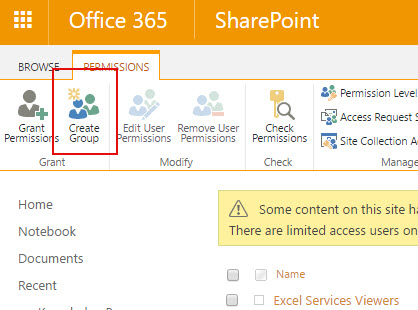 Office 365 SharePoint
BROWSE PERMISSIONS
Grant Permissions
Create Group
Edit User Permissions
Remove User Permissions
Check Permissions
Permission Level
Access Request S
Site Collection A
Grant Modify Check Manage
Home
Notebook
Documents
Recent
Some content on this site ha
There are limited access users on
Name
Excel Services Viewers